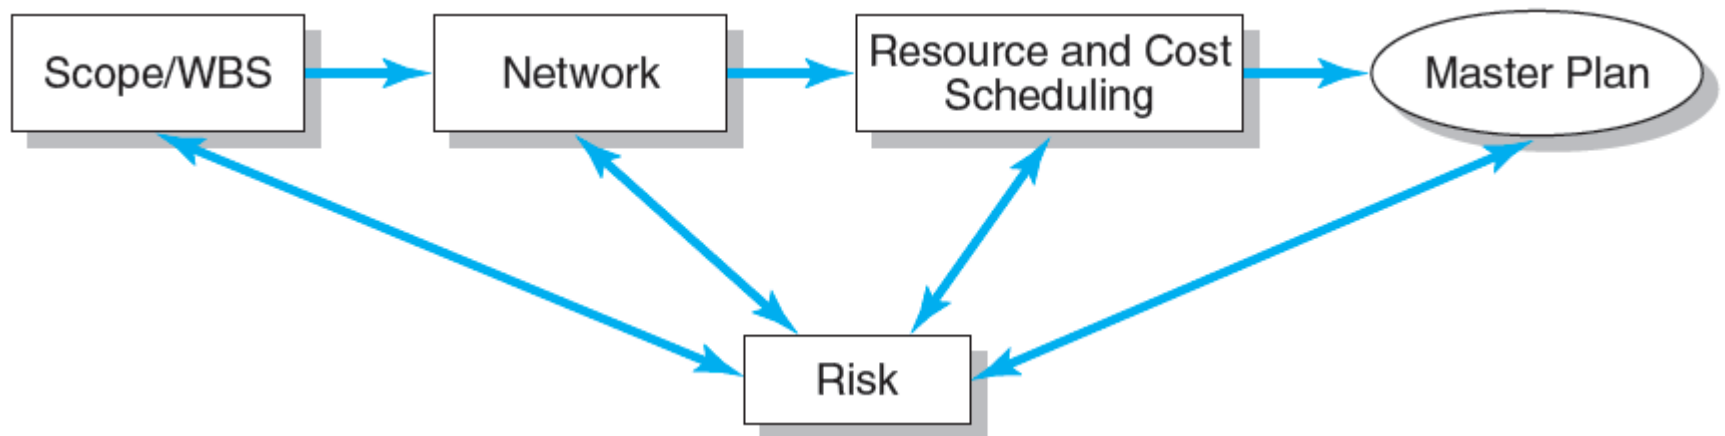 Scope/WBS
Network
Resource and Cost
Scheduling
Master Plan
Risk